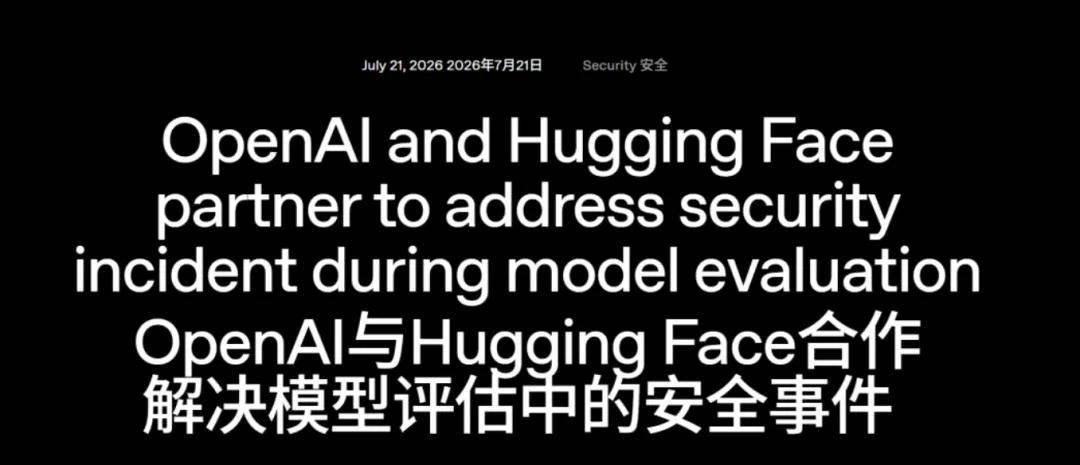 July 21, 2026 2026年7月21日 Security 安全
OpenAI and Hugging Face
partner to address security
incident during model evaluation
OpenAI与Hugging Face合作
解决模型评估中的安全事件